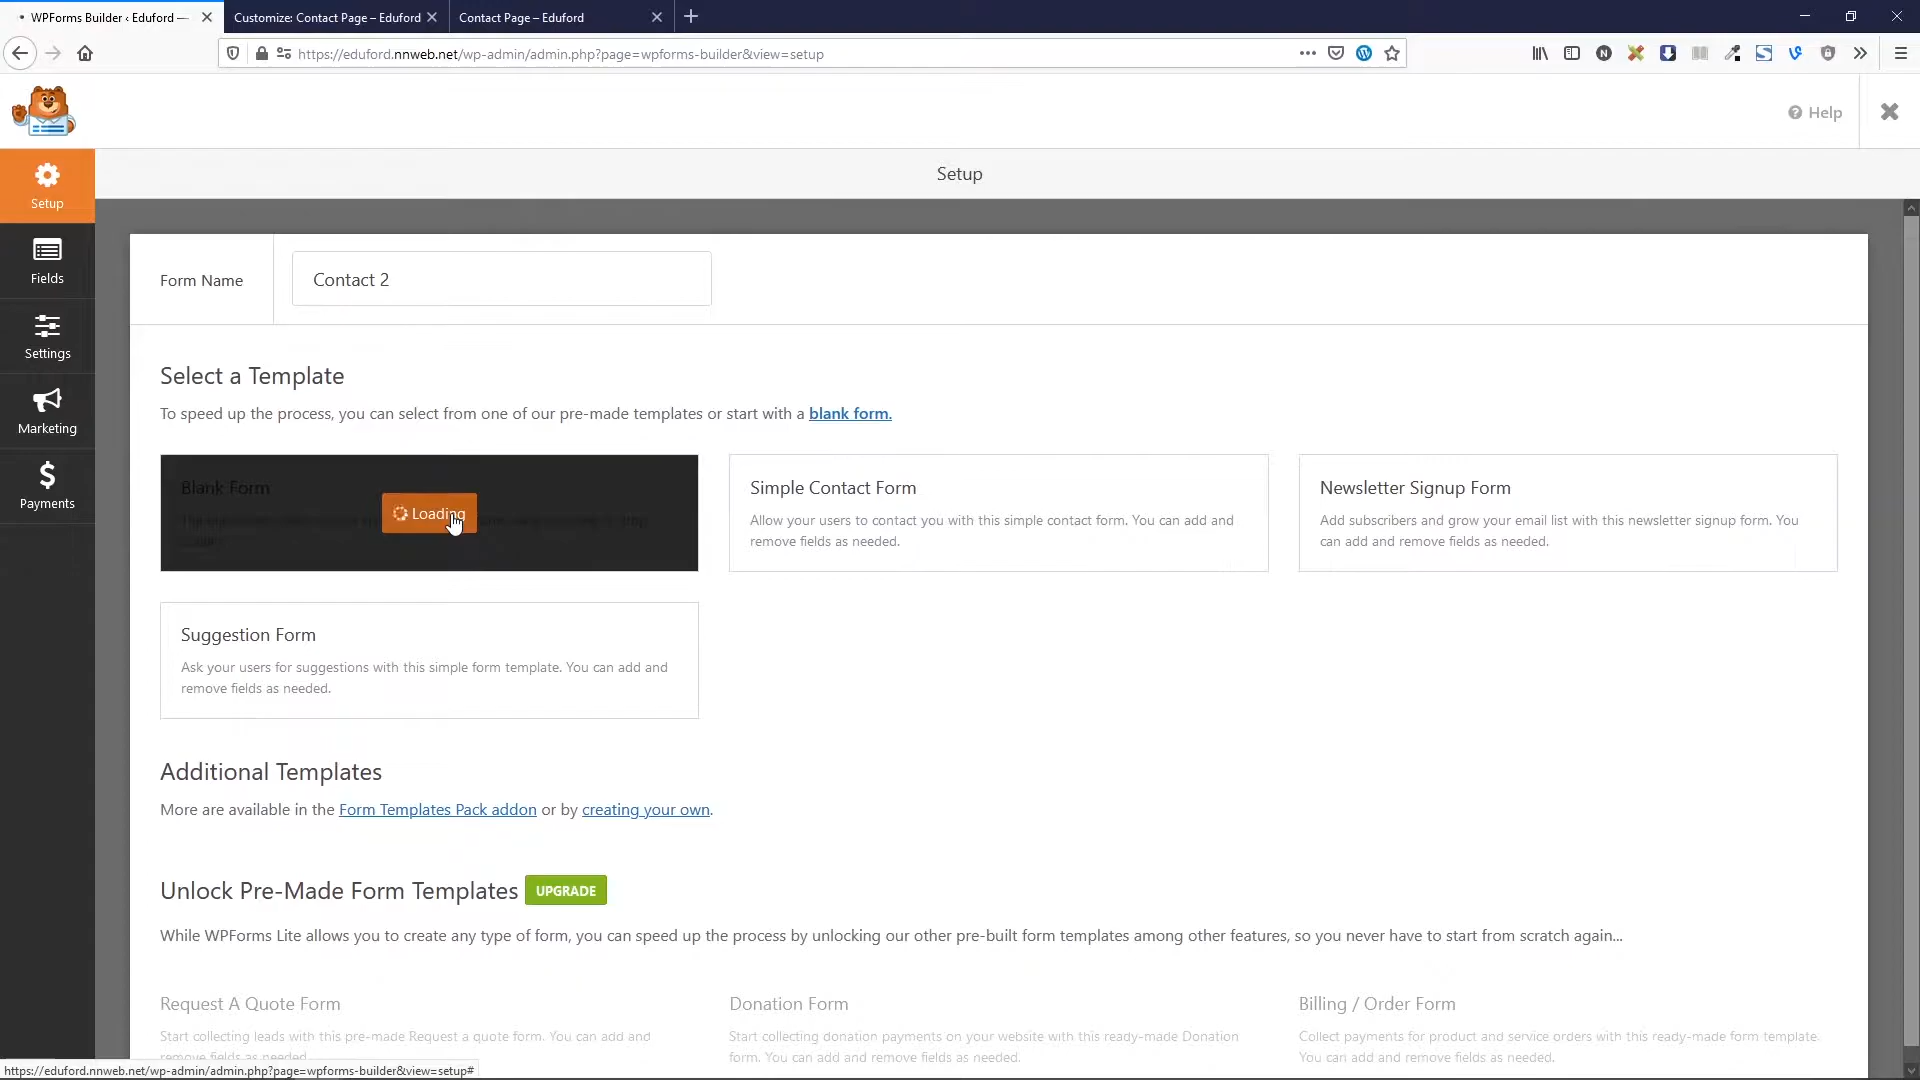 WPForms Builder ‹ Eduford —
Customize: Contact Page – Eduford
Contact Page – Eduford
https://eduford.nnweb.net/wp-admin/admin.php?page=wpforms-builder&view=setup
Help
Setup
Setup
Fields
Settings
Marketing
Payments
Form Name
Contact 2
Select a Template
To speed up the process, you can select from one of our pre-made templates or start with a blank form.
Blank Form
Loading
Simple Contact Form
Allow your users to contact you with this simple contact form. You can add and
remove fields as needed.
Newsletter Signup Form
Add subscribers and grow your email list with this newsletter signup form. You
can add and remove fields as needed.
Suggestion Form
Ask your users for suggestions with this simple form template. You can add and
remove fields as needed.
Additional Templates
More are available in the Form Templates Pack addon or by creating your own.
Unlock Pre-Made Form Templates UPGRADE
While WPForms Lite allows you to create any type of form, you can speed up the process by unlocking our other pre-built form templates among other features, so you never have to start from scratch again...
Request A Quote Form
Start collecting leads with this pre-made Request a quote form. You can add and
remove fields as needed.
Donation Form
Start collecting donation payments on your website with this ready-made Donation
form. You can add and remove fields as needed.
Billing / Order Form
Collect payments for product and service orders with this ready-made form template.
You can add and remove fields as needed.
https://eduford.nnweb.net/wp-admin/admin.php?page=wpforms-builder&view=setup#